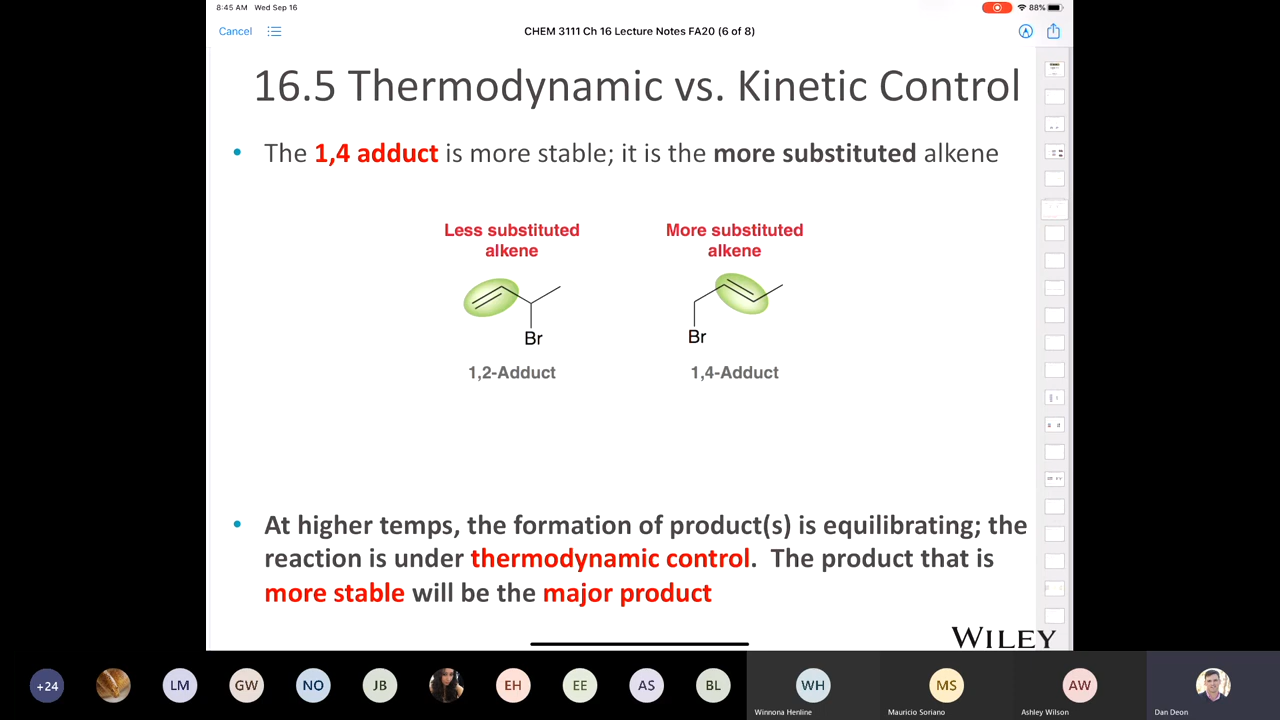 8:45 AM Wed Sep 16
88%
Cancel
CHEM 3111 Ch 16 Lecture Notes FA20 (6 of 8)
16.5 Thermodynamic vs. Kinetic Control
• The 1,4 adduct is more stable; it is the more substituted alkene
Less substituted
alkene
More substituted
alkene
Br
Br
1,2-Adduct
1,4-Adduct
• At higher temps, the formation of product(s) is equilibrating; the
reaction is under thermodynamic control. The product that is
more stable will be the major product
WILEY
+24
LM
GW
NO
JB
EH
EE
AS
BL
WH
MS
AW
Winnona Henline
Mauricio Soriano
Ashley Wilson
Dan Deon